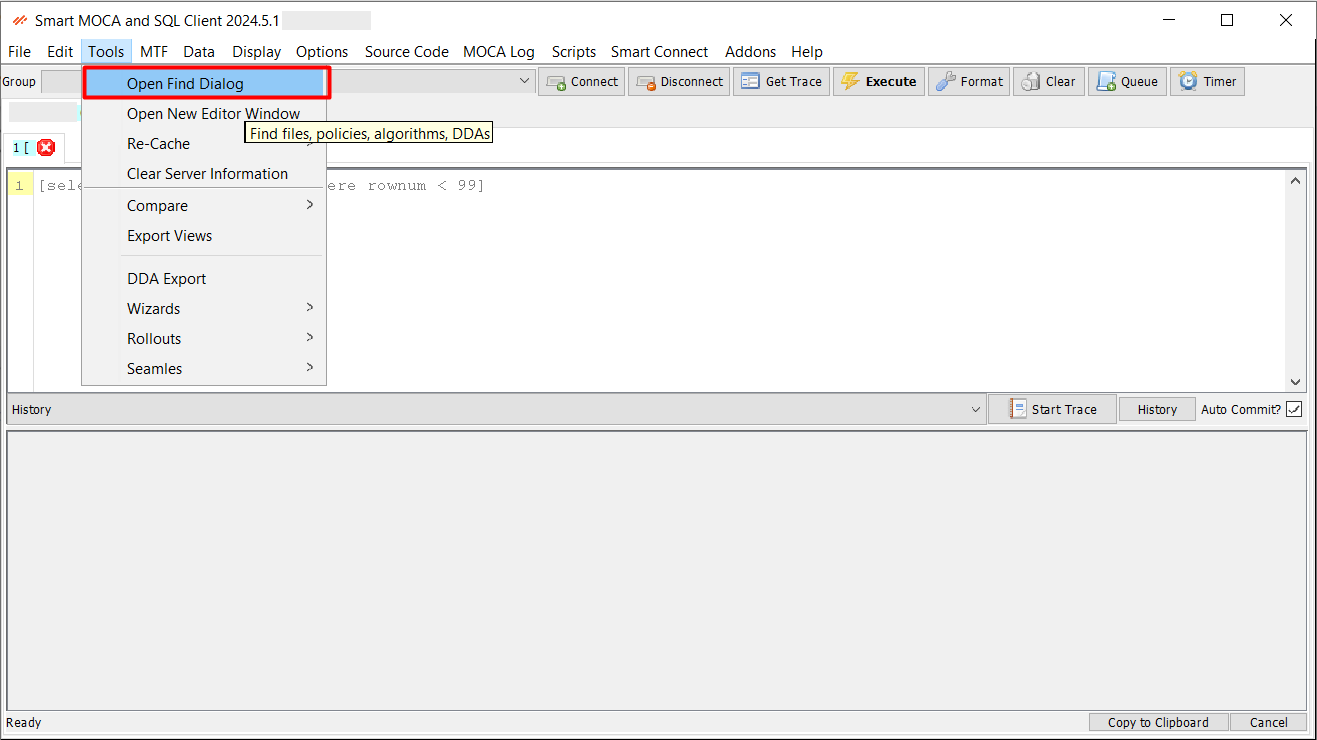 Smart MOCA and SQL Client 2024.5.1
File Edit Tools MTF Data Display Options Source Code MOCA Log Scripts Smart Connect Addons Help
Group Connect Disconnect Get Trace Execute Format Clear Queue Timer
Open Find Dialog
Open New Editor Window
Find files, policies, algorithms, DDAs
1 [
Re-Cache >
Clear Server Information
1 [sele ere rownum < 99]
Compare >
Export Views
DDA Export
Wizards >
Rollouts >
Seamles >
History Start Trace History Auto Commit?
Ready Copy to Clipboard Cancel